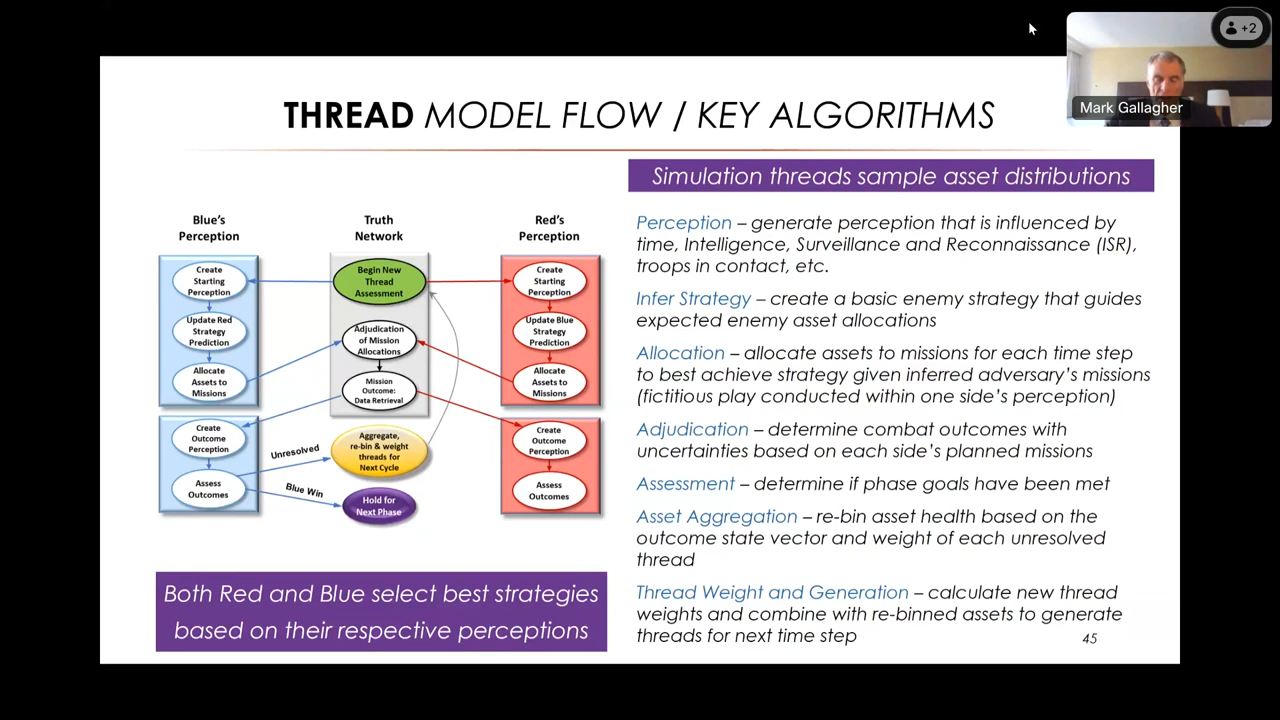 +2
Mark Gallagher
THREAD MODEL FLOW / KEY ALGORITHMS
Blue's
Perception
Truth
Network
Red's
Perception
Create
Starting
Perception
Update Red
Strategy
Prediction
Allocate
Assets to
Missions
Begin New
Thread
Assessment
Adjudication
of Mission
Allocations
Mission
Outcome:
Data Retrieval
Create
Starting
Perception
Update Blue
Strategy
Prediction
Allocate
Assets to
Missions
Create
Outcome
Perception
Assess
Outcomes
Unresolved
Blue Win
Aggregate,
re-bin & weight
threads for
Next Cycle
Hold for
Next Phase
Create
Outcome
Perception
Assess
Outcomes
Both Red and Blue select best strategies
based on their respective perceptions
Simulation threads sample asset distributions
Perception – generate perception that is influenced by
time, Intelligence, Surveillance and Reconnaissance (ISR),
troops in contact, etc.
Infer Strategy – create a basic enemy strategy that guides
expected enemy asset allocations
Allocation – allocate assets to missions for each time step
to best achieve strategy given inferred adversary's missions
(fictitious play conducted within one side's perception)
Adjudication – determine combat outcomes with
uncertainties based on each side's planned missions
Assessment – determine if phase goals have been met
Asset Aggregation – re-bin asset health based on the
outcome state vector and weight of each unresolved
thread
Thread Weight and Generation – calculate new thread
weights and combine with re-binned assets to generate
threads for next time step
45